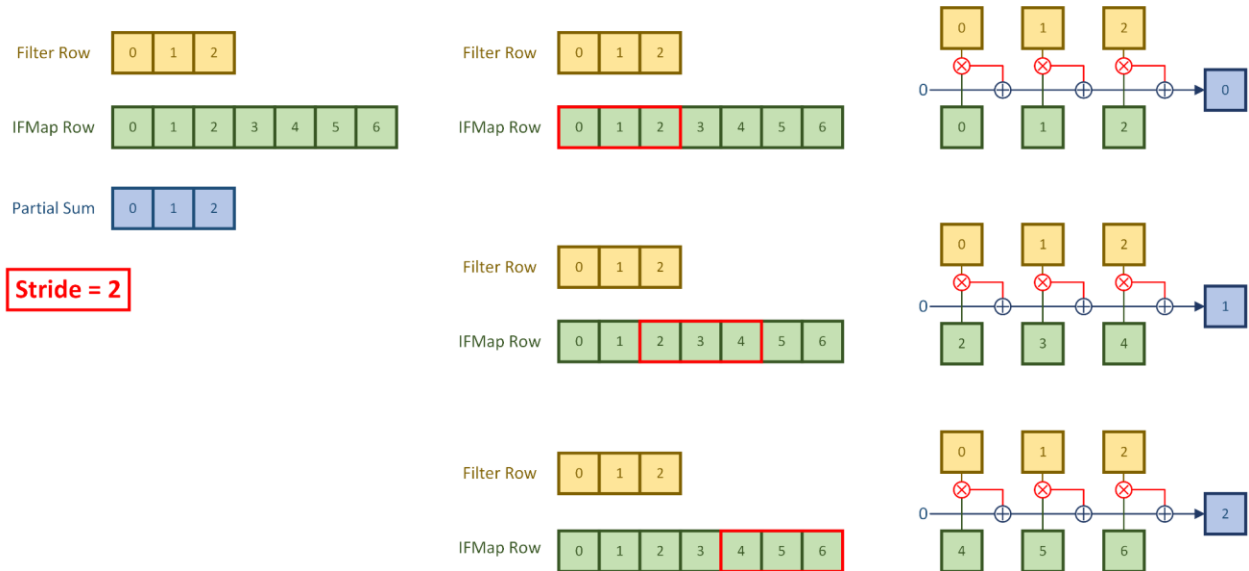 Filter Row 0 1 2
IFMap Row 0 1 2 3 4 5 6
Partial Sum 0 1 2
Stride = 2
Filter Row 0 1 2
IFMap Row 0 1 2 3 4 5 6
0 1 2
0 0
0 1 2
Filter Row 0 1 2
IFMap Row 0 1 2 3 4 5 6
0 1 2
0 1
2 3 4
Filter Row 0 1 2
IFMap Row 0 1 2 3 4 5 6
0 1 2
0 2
4 5 6